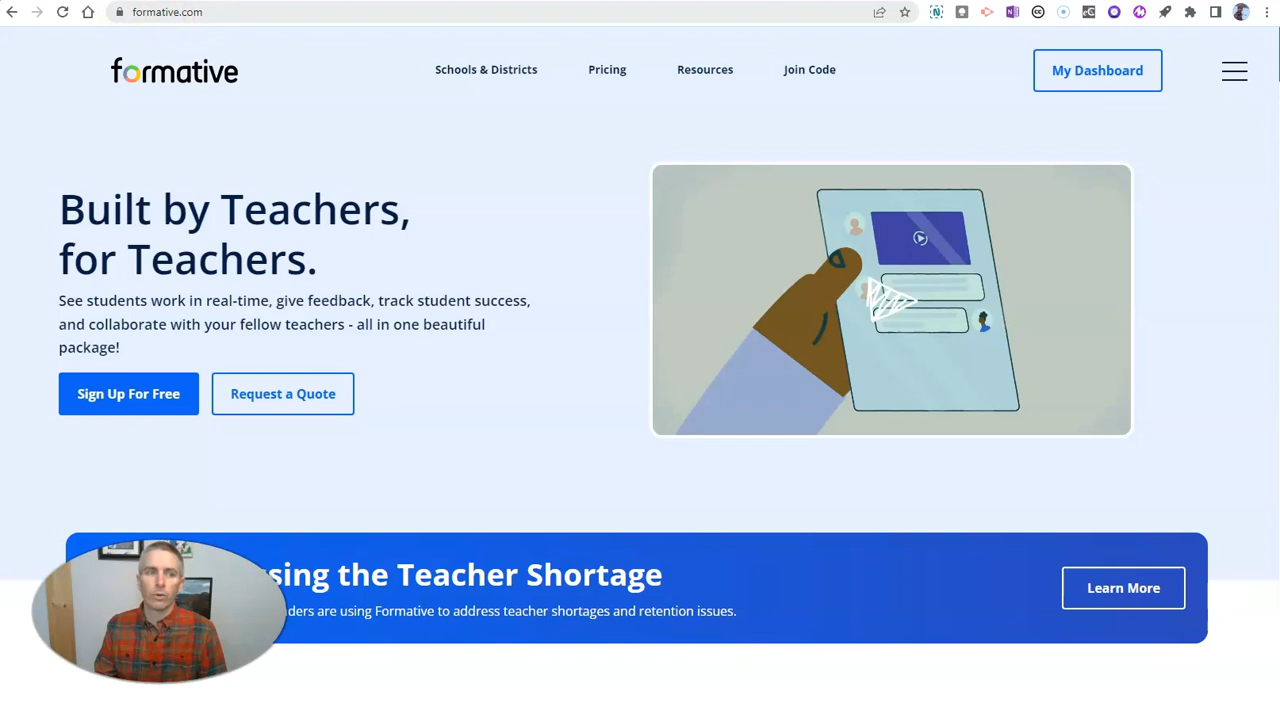 formative.com
formative
Schools & Districts
Pricing
Resources
Join Code
My Dashboard
Built by Teachers,
for Teachers.
See students work in real-time, give feedback, track student success,
and collaborate with your fellow teachers - all in one beautiful
package!
Sign Up For Free
Request a Quote
the Teacher Shortage
are using Formative to address teacher shortages and retention issues.
Learn More